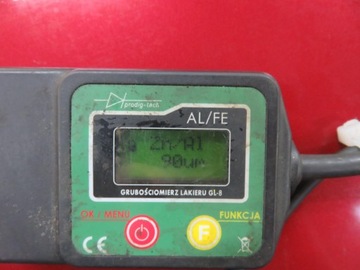 prodig-tech
AL/FE
Zn/Al
90um
GRUBOŚCIOMIERZ LAKIERU GL-8
OK / MENU
FUNKCJA
F
CE